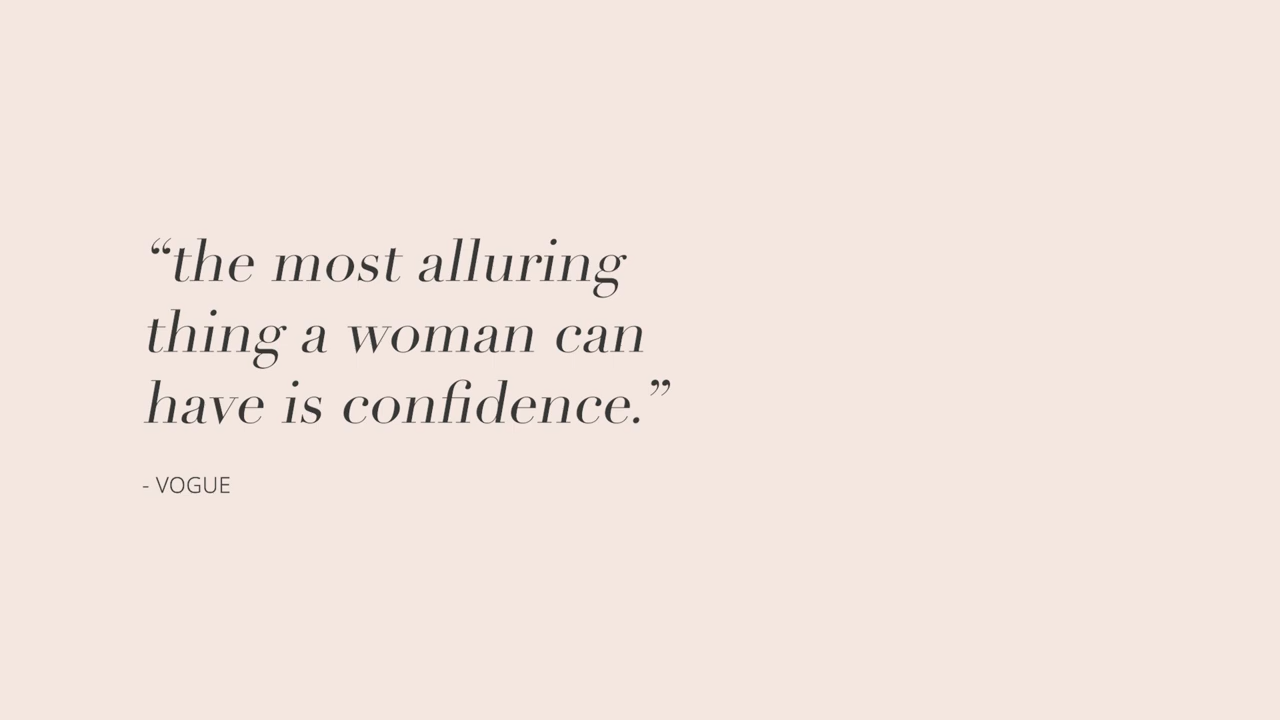 “the most alluring
thing a woman can
have is confidence.”
- VOGUE